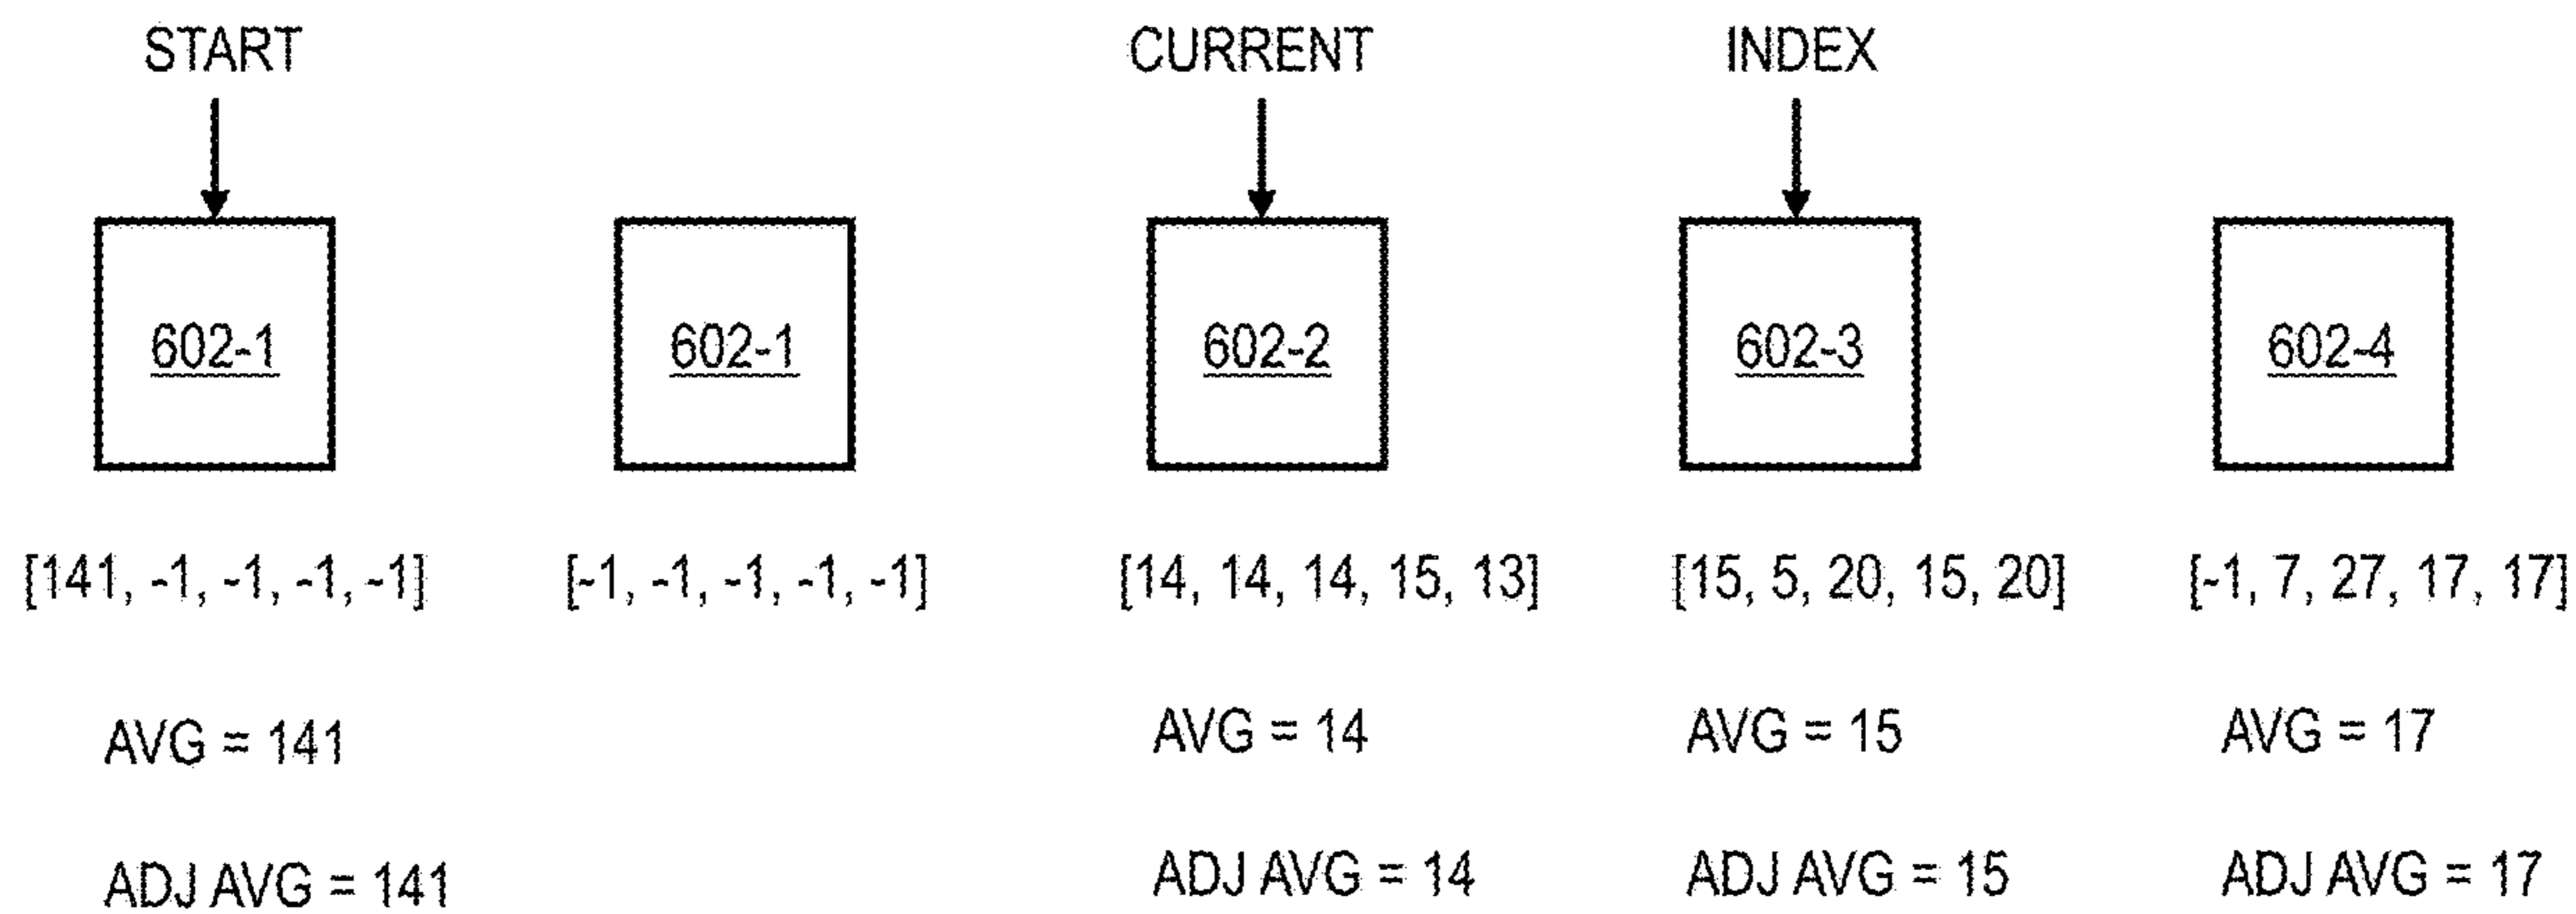 START CURRENT INDEX
602-1 602-1 602-2 602-3 602-4
[141, -1, -1, -1, -1] [-1, -1, -1, -1, -1] [14, 14, 14, 15, 13] [15, 5, 20, 15, 20] [-1, 7, 27, 17, 17]
AVG = 141 AVG = 14 AVG = 15 AVG = 17
ADJ AVG = 141 ADJ AVG = 14 ADJ AVG = 15 ADJ AVG = 17